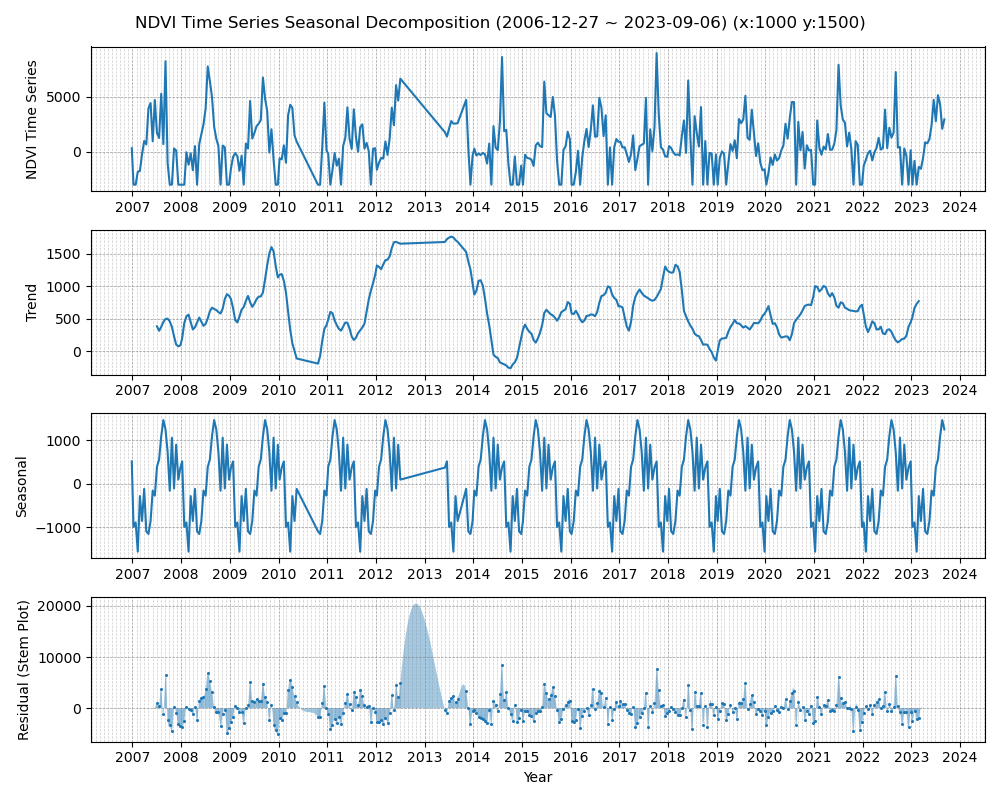 NDVI Time Series Seasonal Decomposition (2006-12-27 ~ 2023-09-06) (x:1000 y:1500)
NDVI Time Series
5000
0
2007 2008 2009 2010 2011 2012 2013 2014 2015 2016 2017 2018 2019 2020 2021 2022 2023 2024
Trend
1500
1000
500
0
2007 2008 2009 2010 2011 2012 2013 2014 2015 2016 2017 2018 2019 2020 2021 2022 2023 2024
Seasonal
1000
0
−1000
2007 2008 2009 2010 2011 2012 2013 2014 2015 2016 2017 2018 2019 2020 2021 2022 2023 2024
Residual (Stem Plot)
20000
10000
0
2007 2008 2009 2010 2011 2012 2013 2014 2015 2016 2017 2018 2019 2020 2021 2022 2023 2024
Year